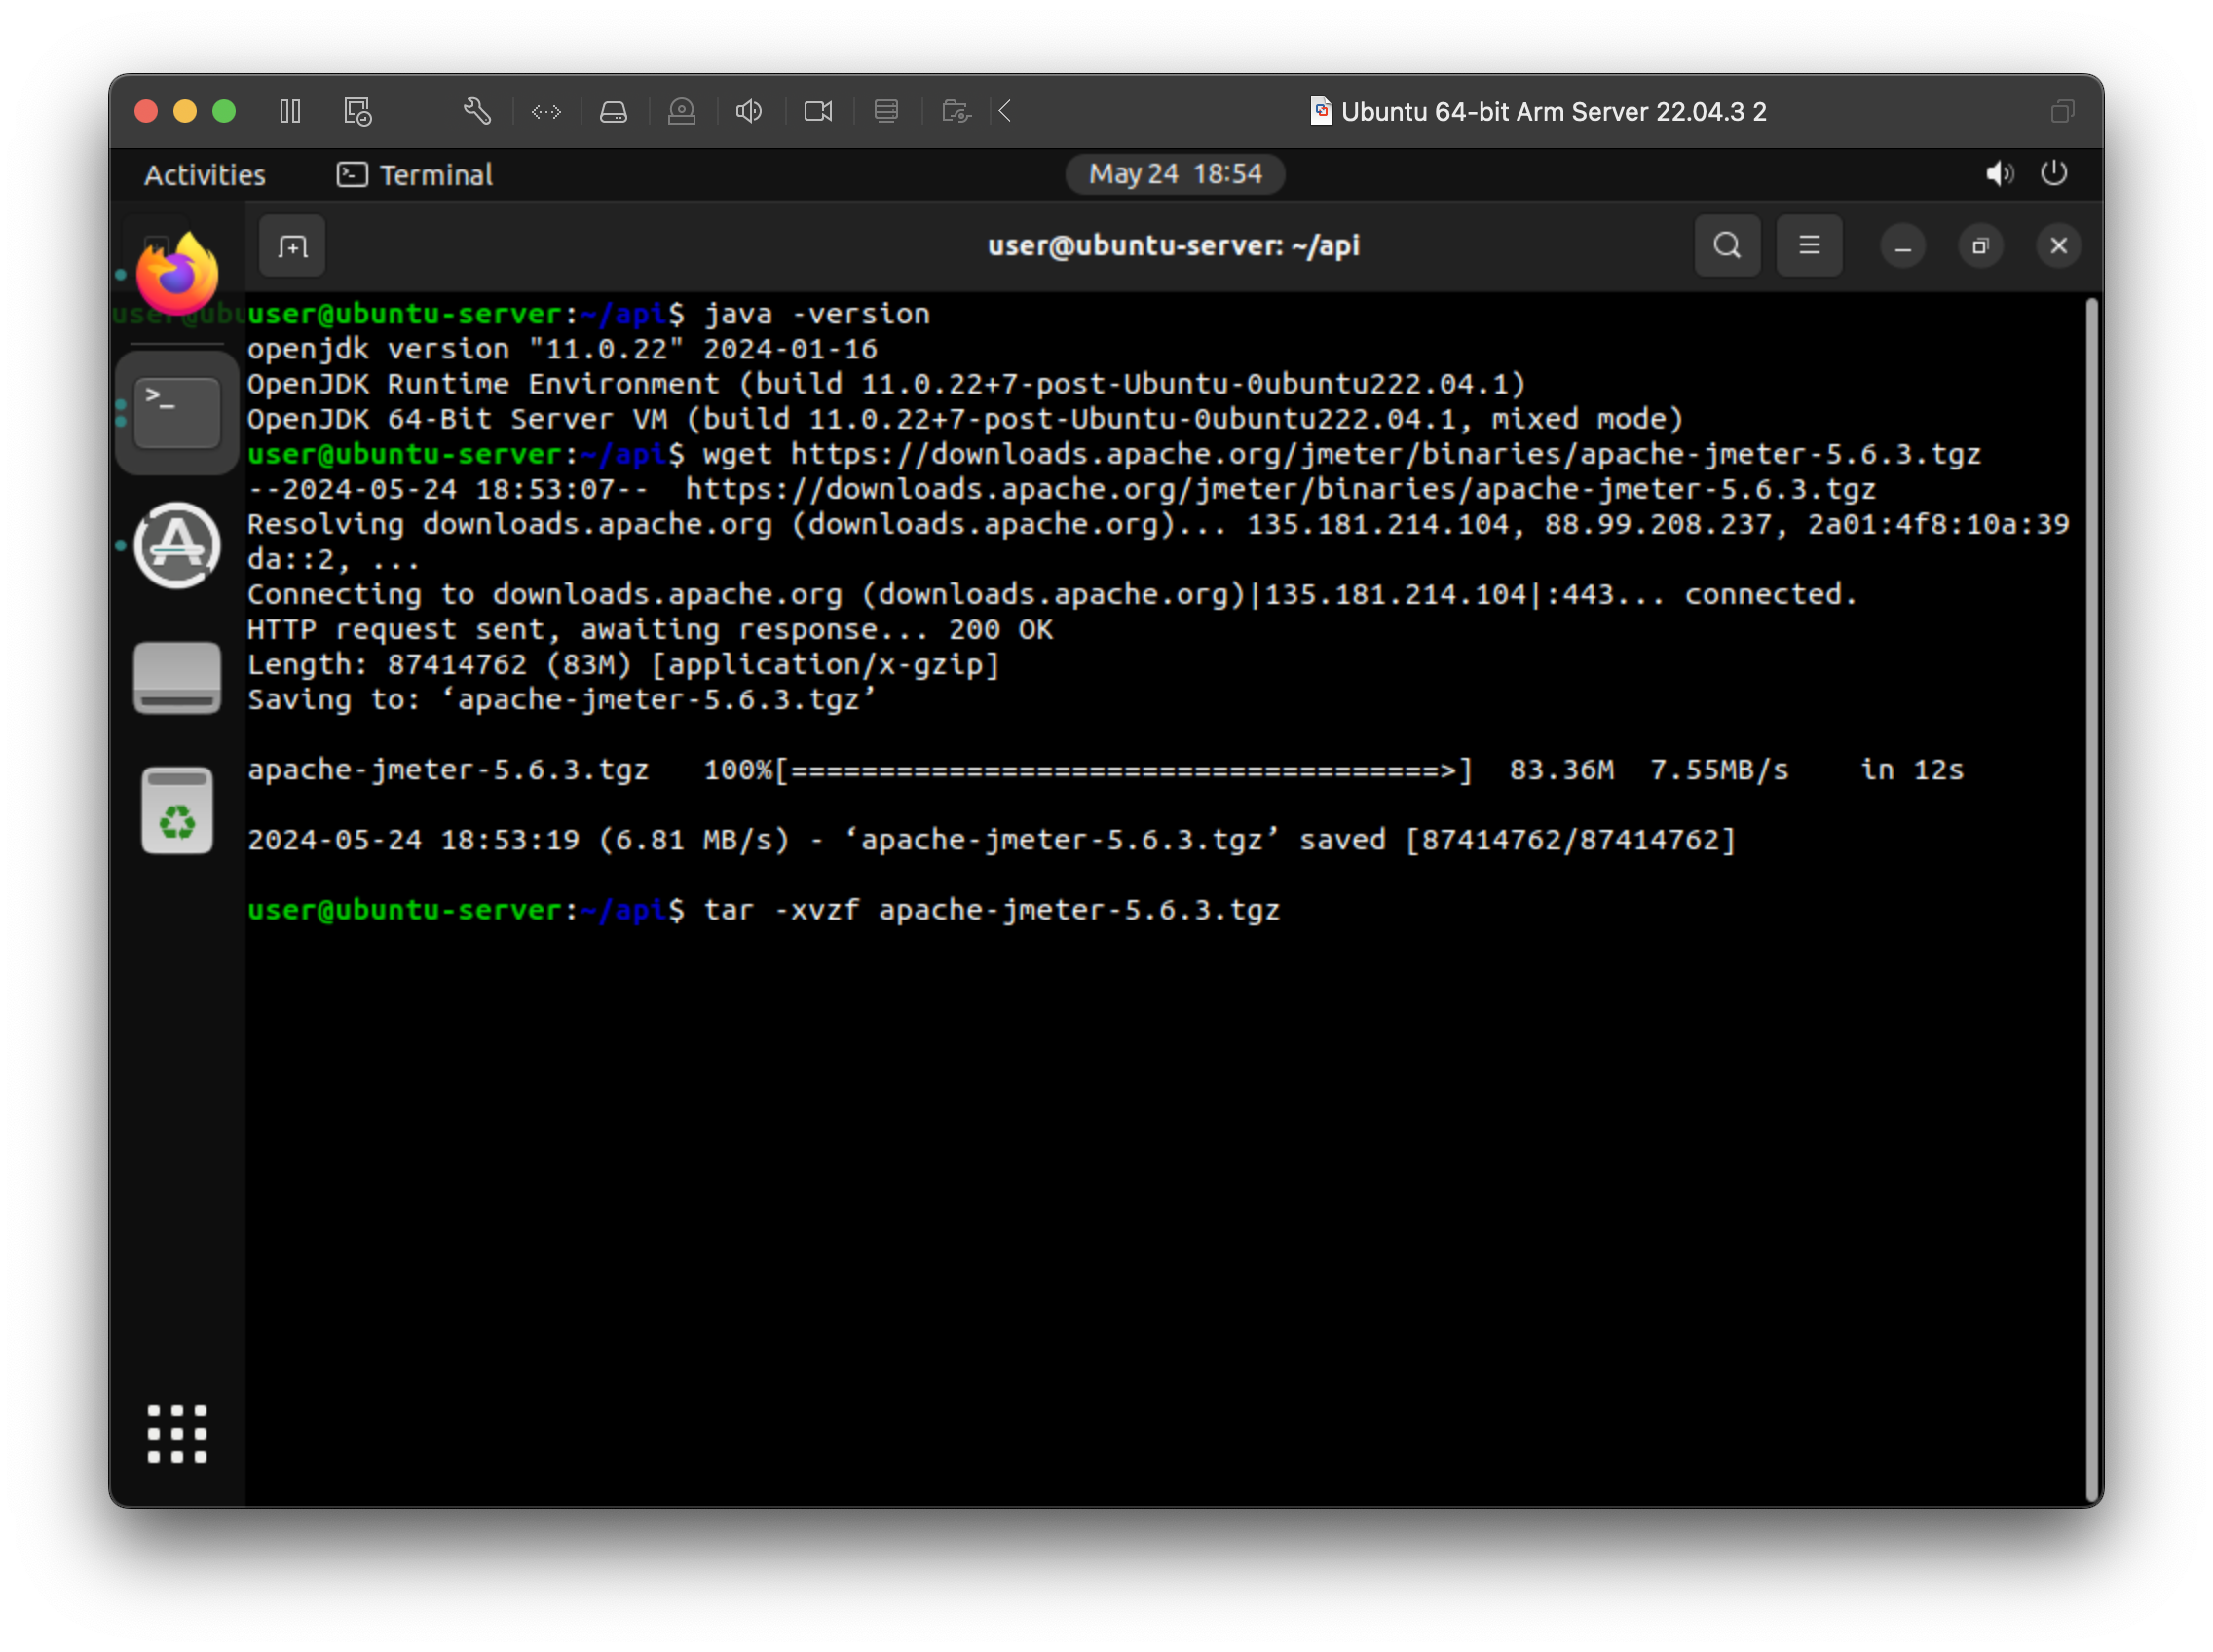 Ubuntu 64-bit Arm Server 22.04.3 2
Activities
Terminal
May 24 18:54
user@ubuntu-server: ~/api
user@ubuntu-server:~/api$ java -version
openjdk version "11.0.22" 2024-01-16
OpenJDK Runtime Environment (build 11.0.22+7-post-Ubuntu-0ubuntu222.04.1)
OpenJDK 64-Bit Server VM (build 11.0.22+7-post-Ubuntu-0ubuntu222.04.1, mixed mode)
user@ubuntu-server:~/api$ wget https://downloads.apache.org/jmeter/binaries/apache-jmeter-5.6.3.tgz
--2024-05-24 18:53:07--  https://downloads.apache.org/jmeter/binaries/apache-jmeter-5.6.3.tgz
Resolving downloads.apache.org (downloads.apache.org)... 135.181.214.104, 88.99.208.237, 2a01:4f8:10a:39
da::2, ...
Connecting to downloads.apache.org (downloads.apache.org)|135.181.214.104|:443... connected.
HTTP request sent, awaiting response... 200 OK
Length: 87414762 (83M) [application/x-gzip]
Saving to: ‘apache-jmeter-5.6.3.tgz’
apache-jmeter-5.6.3.tgz   100%[=====================================>]  83.36M  7.55MB/s    in 12s
2024-05-24 18:53:19 (6.81 MB/s) - ‘apache-jmeter-5.6.3.tgz’ saved [87414762/87414762]
user@ubuntu-server:~/api$ tar -xvzf apache-jmeter-5.6.3.tgz